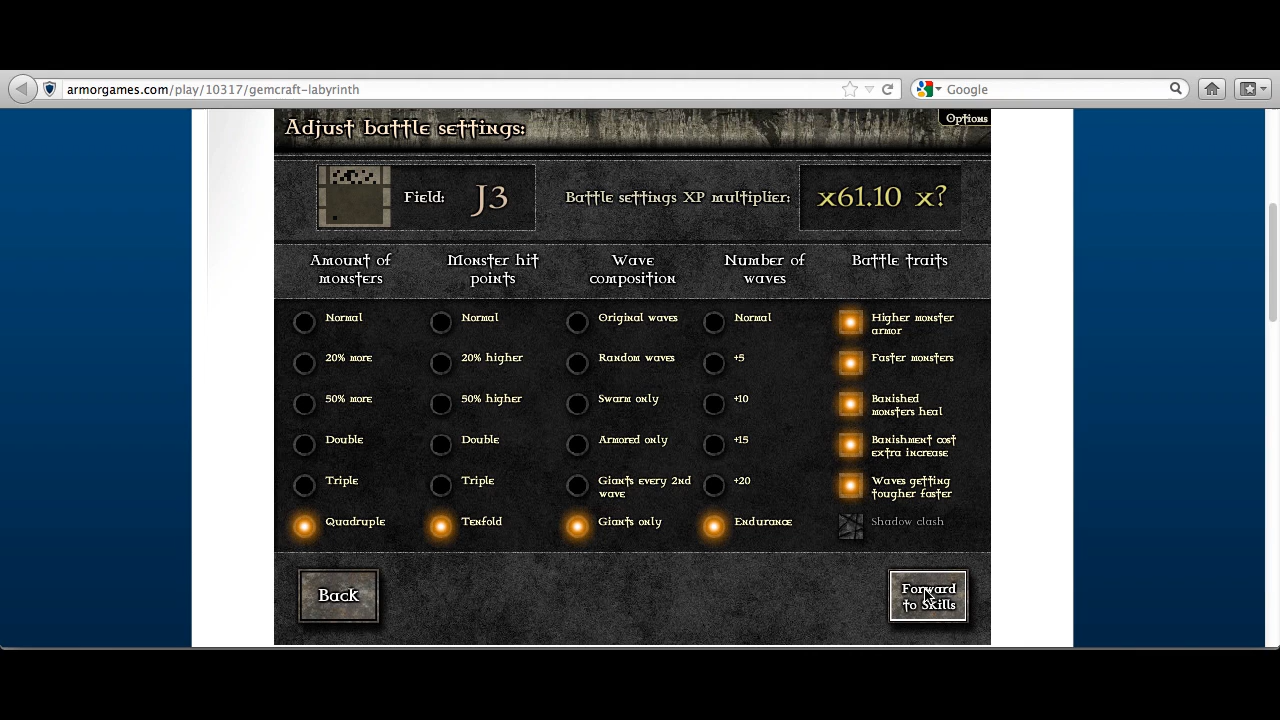 armorgames.com/play/10317/gemcraft-labyrinth
Google
Adjust battle settings:
Options
Field:
J3
Battle settings XP multiplier:
x61.10 x?
Amount of
monsters
Monster hit
points
Wave
composition
Number of
waves
Battle traits
Normal
20% more
50% more
Double
Triple
Quadruple
Normal
20% higher
50% higher
Double
Triple
Tenfold
Original waves
Random waves
Swarm only
Armored only
Giants every 2nd
wave
Giants only
Normal
+5
+10
+15
+20
Endurance
Higher monster
armor
Faster monsters
Banished
monsters heal
Banishment cost
extra increase
Waves getting
tougher faster
Shadow clash
Back
Forward
to Skills